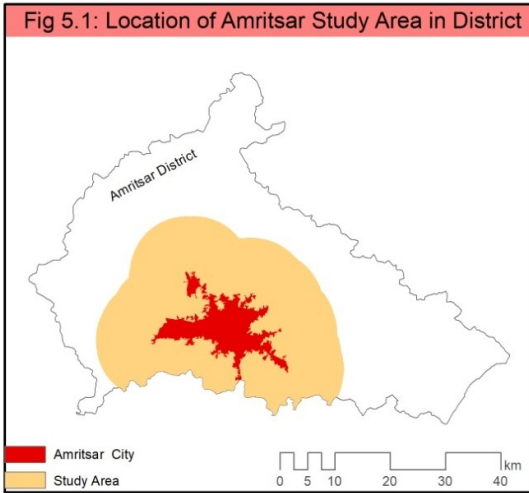 Fig 5.1: Location of Amritsar Study Area in District
Amritsar District
Amritsar City
Study Area
km
0 5 10 20 30 40